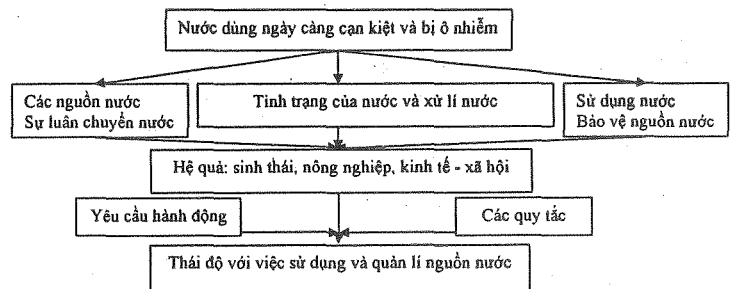 Nước dùng ngày càng cạn kiệt và bị ô nhiễm
Các nguồn nước
Sự luân chuyển nước
Tình trạng của nước và xử lí nước
Sử dụng nước
Bảo vệ nguồn nước
Hệ quả: sinh thái, nông nghiệp, kinh tế - xã hội
Yêu cầu hành động
Các quy tắc
Thái độ với việc sử dụng và quản lí nguồn nước